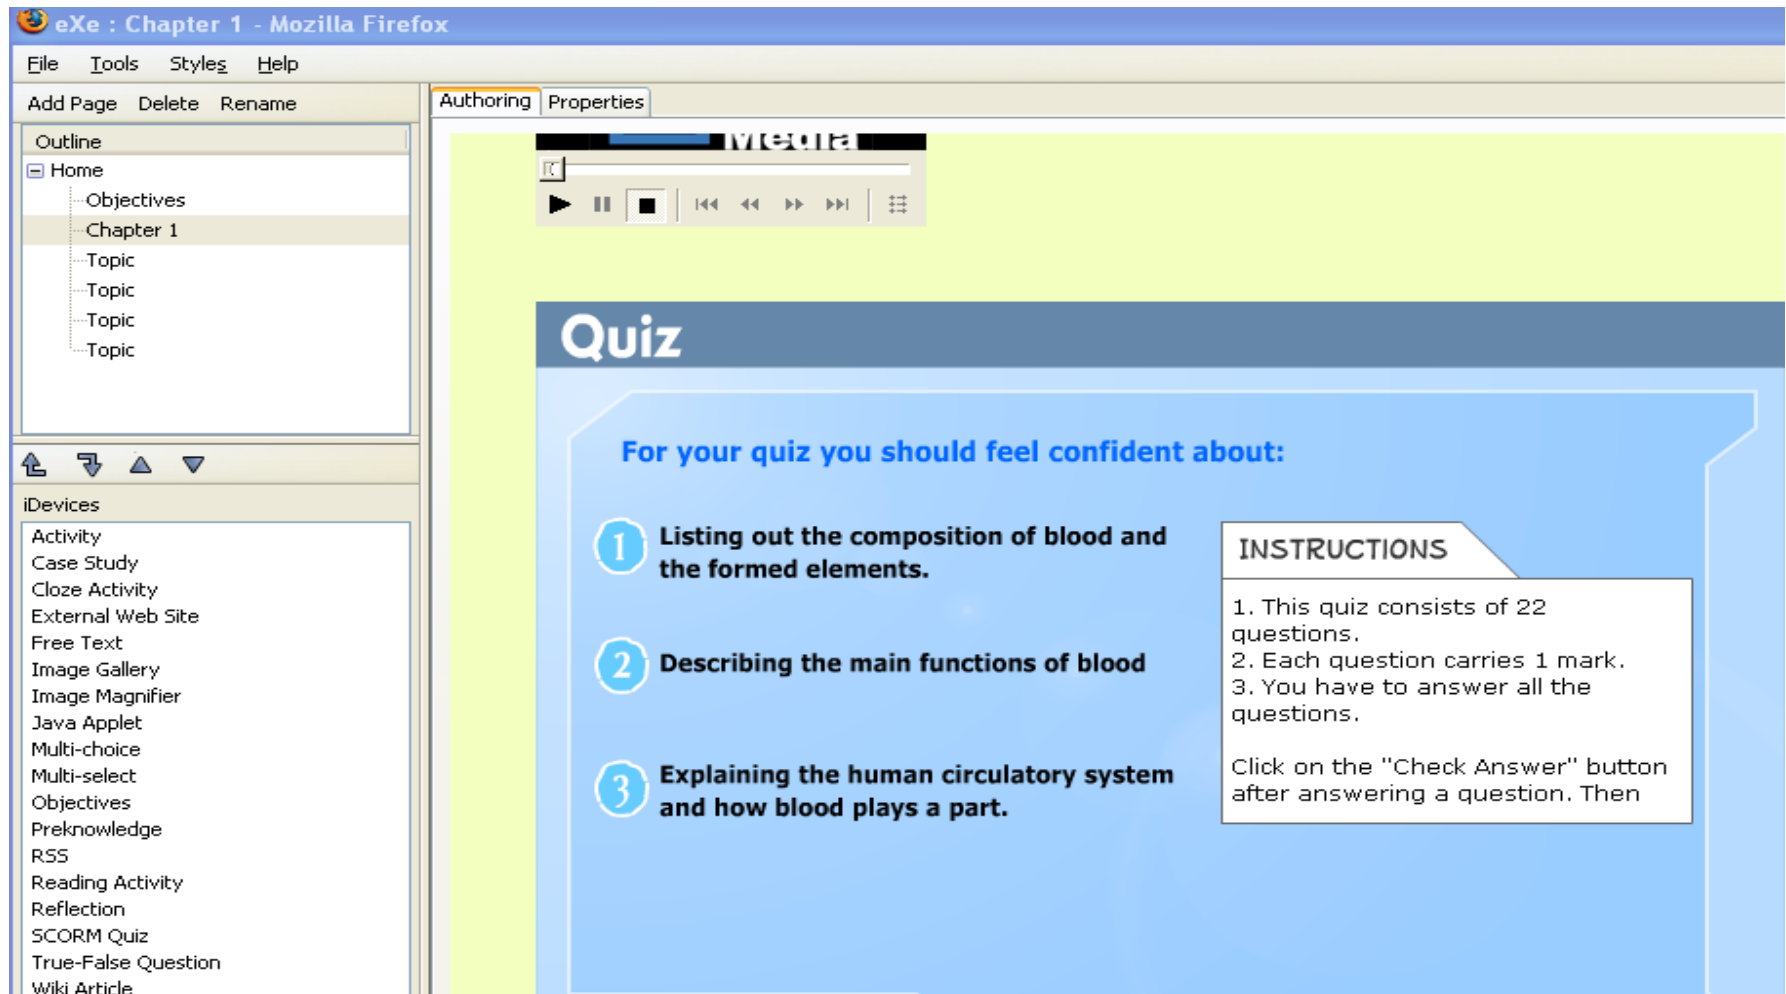 eXe : Chapter 1 - Mozilla Firefox
File Tools Styles Help
Add Page Delete Rename
Outline
Home
Objectives
Chapter 1
Topic
Topic
Topic
Topic
iDevices
Activity
Case Study
Cloze Activity
External Web Site
Free Text
Image Gallery
Image Magnifier
Java Applet
Multi-choice
Multi-select
Objectives
Preknowledge
RSS
Reading Activity
Reflection
SCORM Quiz
True-False Question
Wiki Article
Authoring Properties
Media
Quiz
For your quiz you should feel confident about:
1 Listing out the composition of blood and
the formed elements.
2 Describing the main functions of blood
3 Explaining the human circulatory system
and how blood plays a part.
INSTRUCTIONS
1. This quiz consists of 22
questions.
2. Each question carries 1 mark.
3. You have to answer all the
questions.
Click on the "Check Answer" button
after answering a question. Then